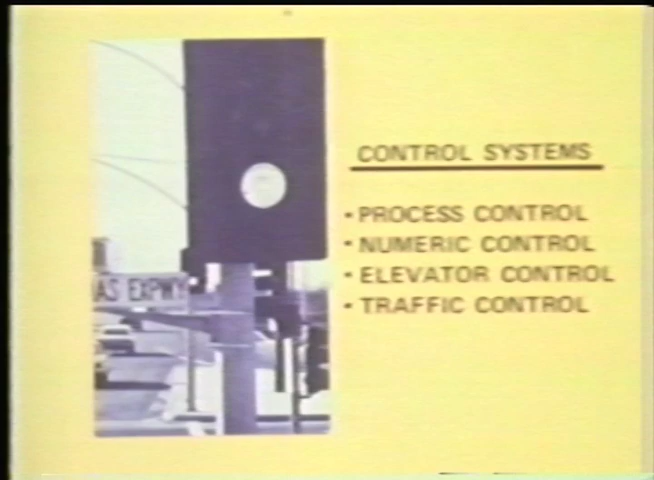 AS EXPWY
CONTROL SYSTEMS
• PROCESS CONTROL
• NUMERIC CONTROL
• ELEVATOR CONTROL
• TRAFFIC CONTROL